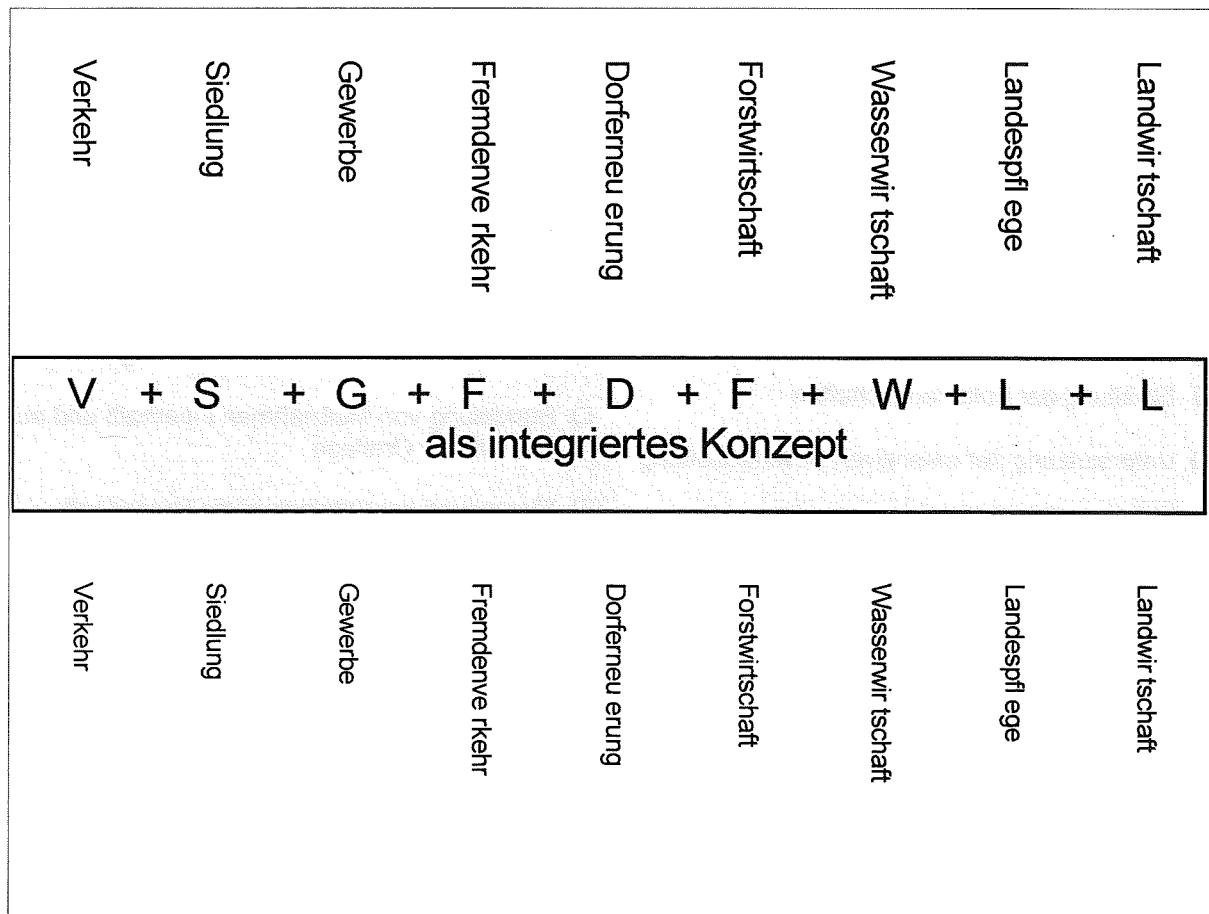 Verkehr
Siedlung
Gewerbe
Fremdenve rkehr
Dorferneu erung
Forstwirtschaft
Wasserwir tschaft
Landespfl ege
Landwir tschaft
V + S + G + F + D + F + W + L + L
als integriertes Konzept
Verkehr
Siedlung
Gewerbe
Fremdenve rkehr
Dorferneu erung
Forstwirtschaft
Wasserwir tschaft
Landespfl ege
Landwir tschaft